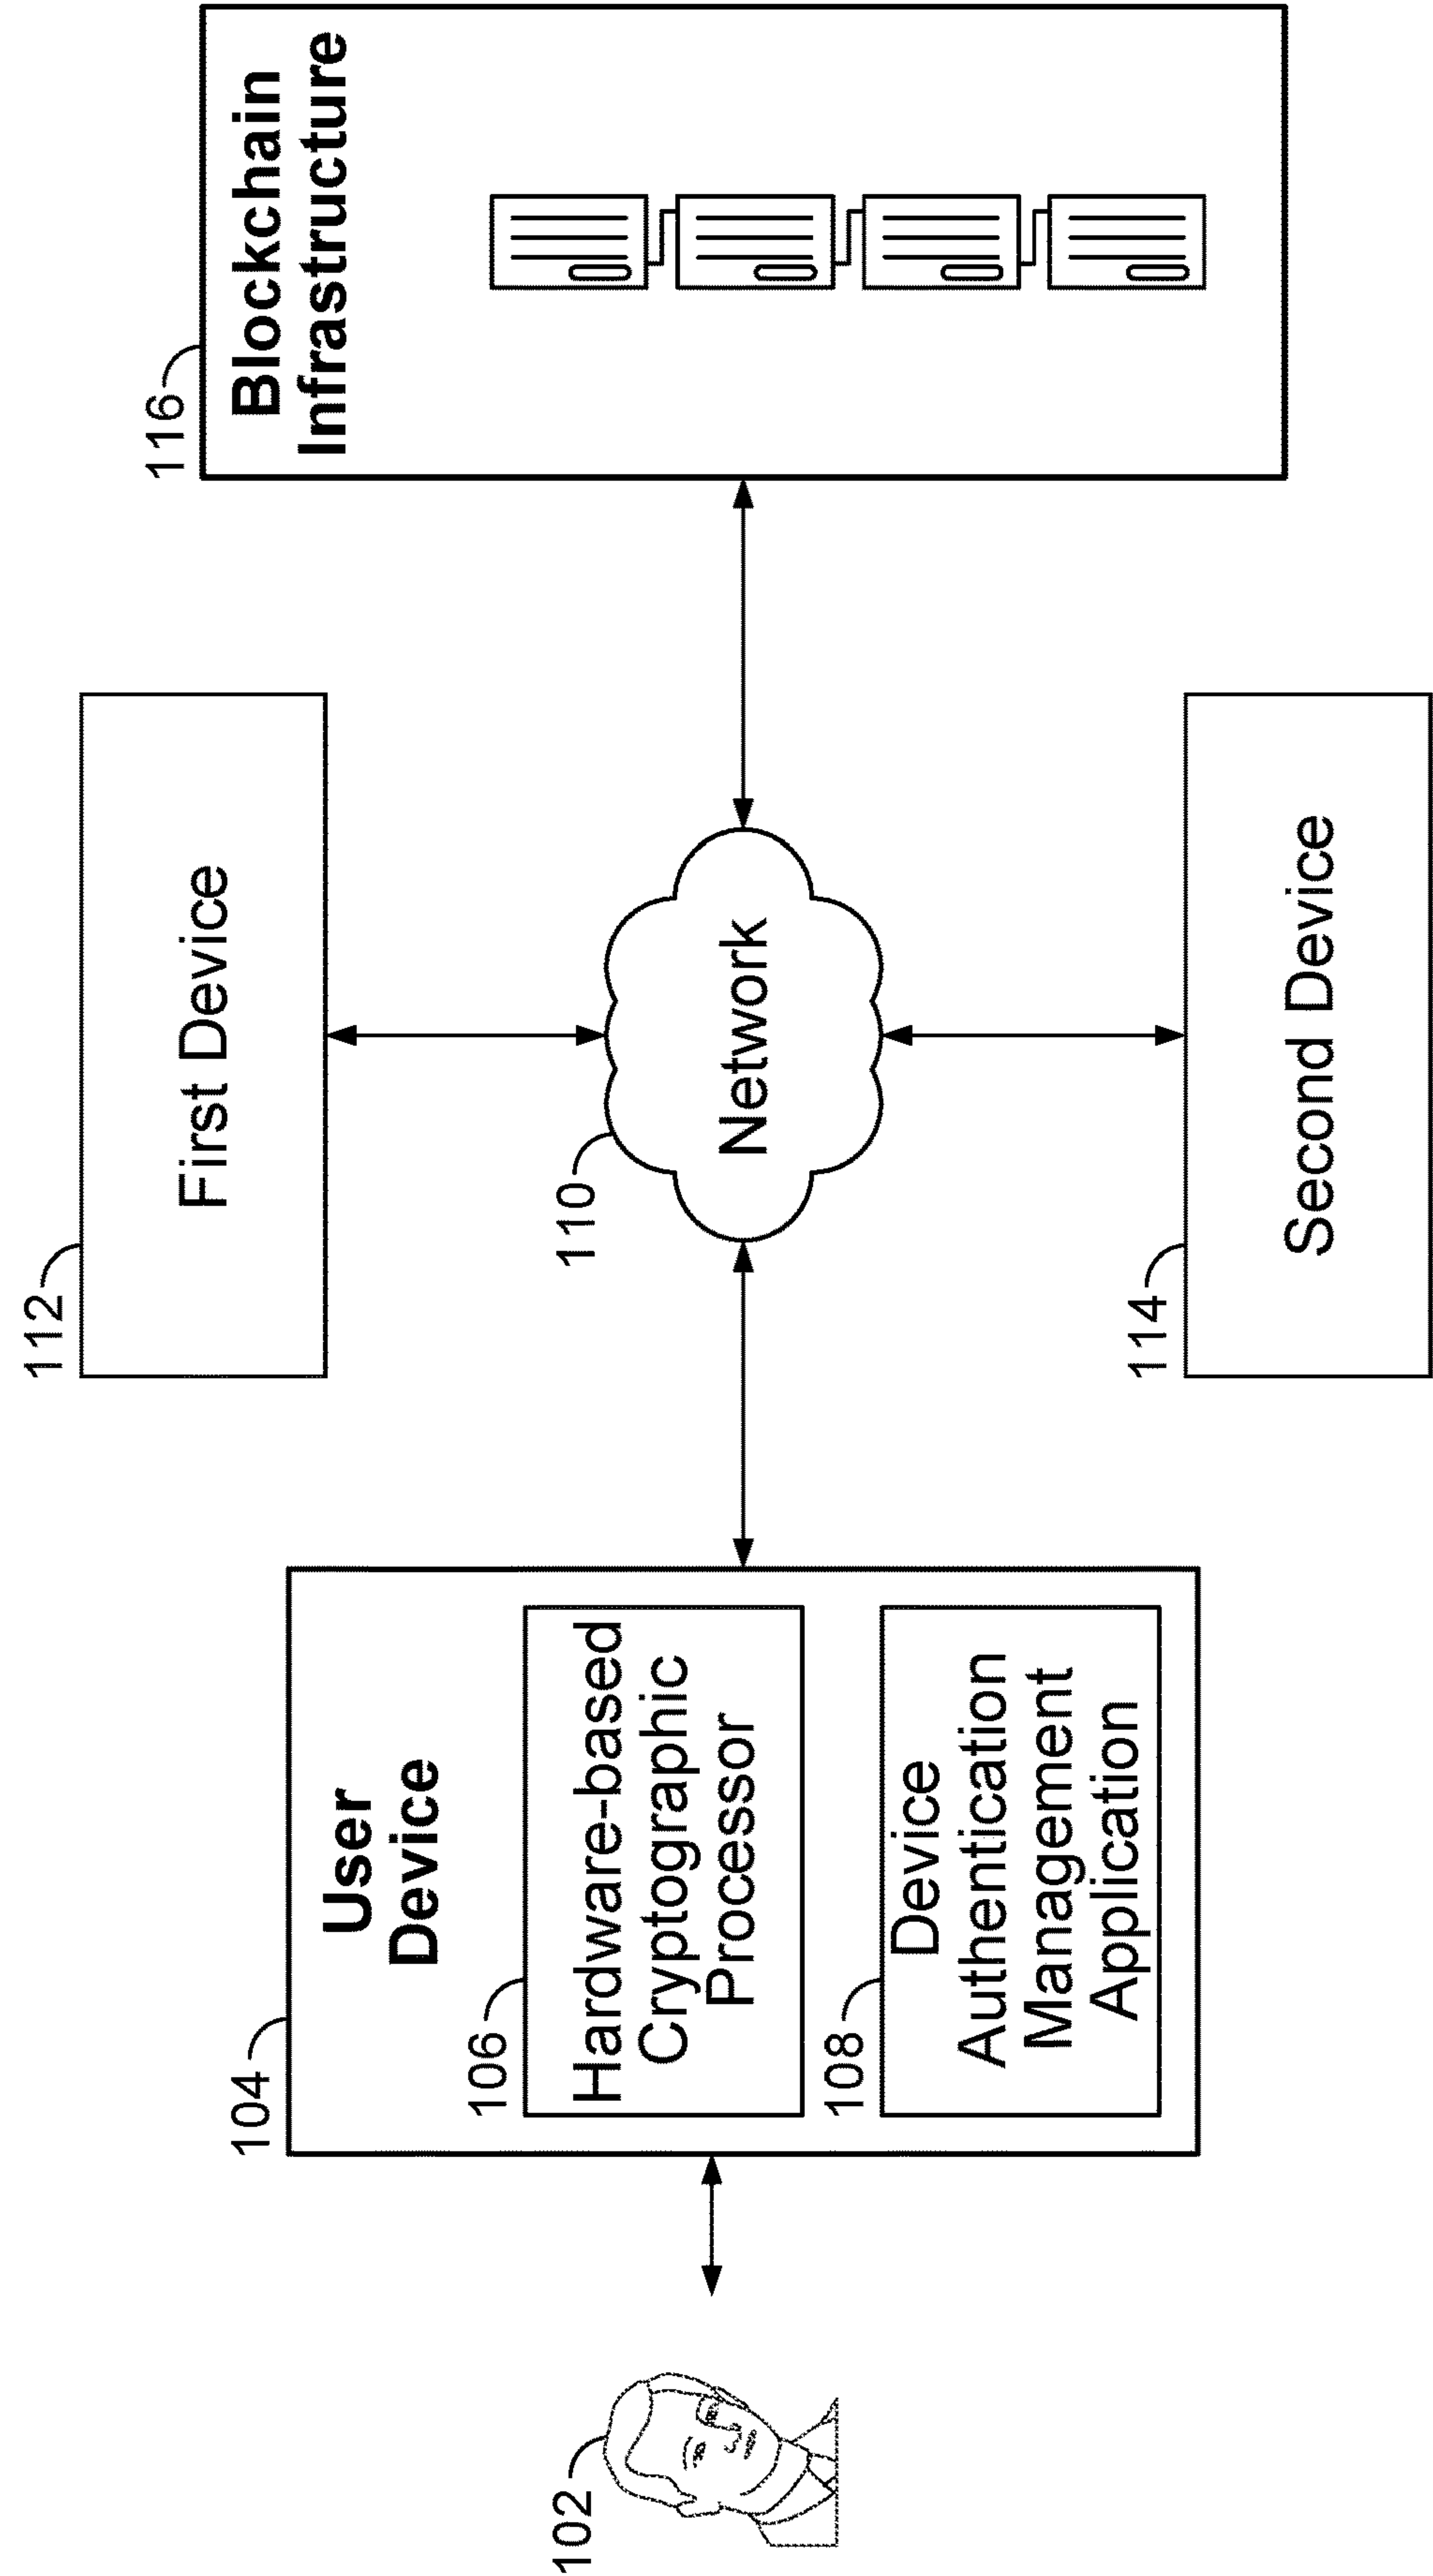 102
104
User
Device
106
Hardware-based
Cryptographic
Processor
108
Device
Authentication
Management
Application
112
First Device
110
Network
114
Second Device
116
Blockchain
Infrastructure